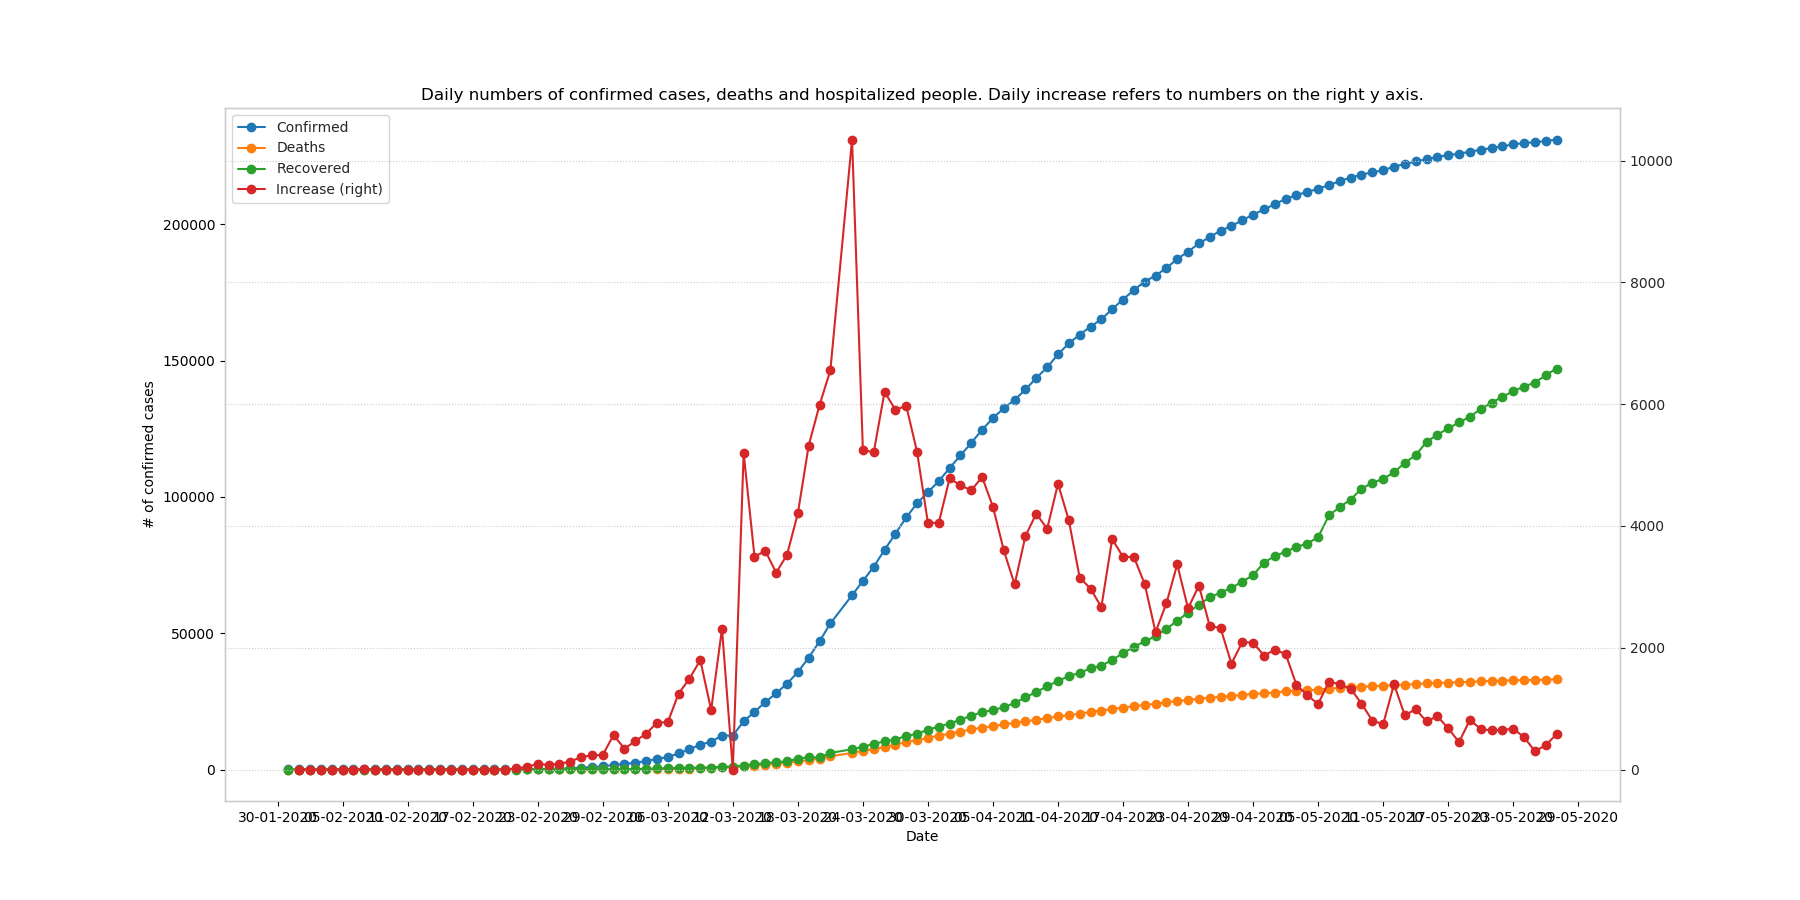 Daily numbers of confirmed cases, deaths and hospitalized people. Daily increase refers to numbers on the right y axis.
Confirmed
Deaths
Recovered
Increase (right)
# of confirmed cases
200000
150000
100000
50000
0
10000
8000
6000
4000
2000
0
30-01-2020 05-02-2020 11-02-2020 17-02-2020 23-02-2020 29-02-2020 06-03-2020 12-03-2020 18-03-2020 24-03-2020 30-03-2020 05-04-2020 11-04-2020 17-04-2020 23-04-2020 29-04-2020 05-05-2020 11-05-2020 17-05-2020 23-05-2020 29-05-2020
Date